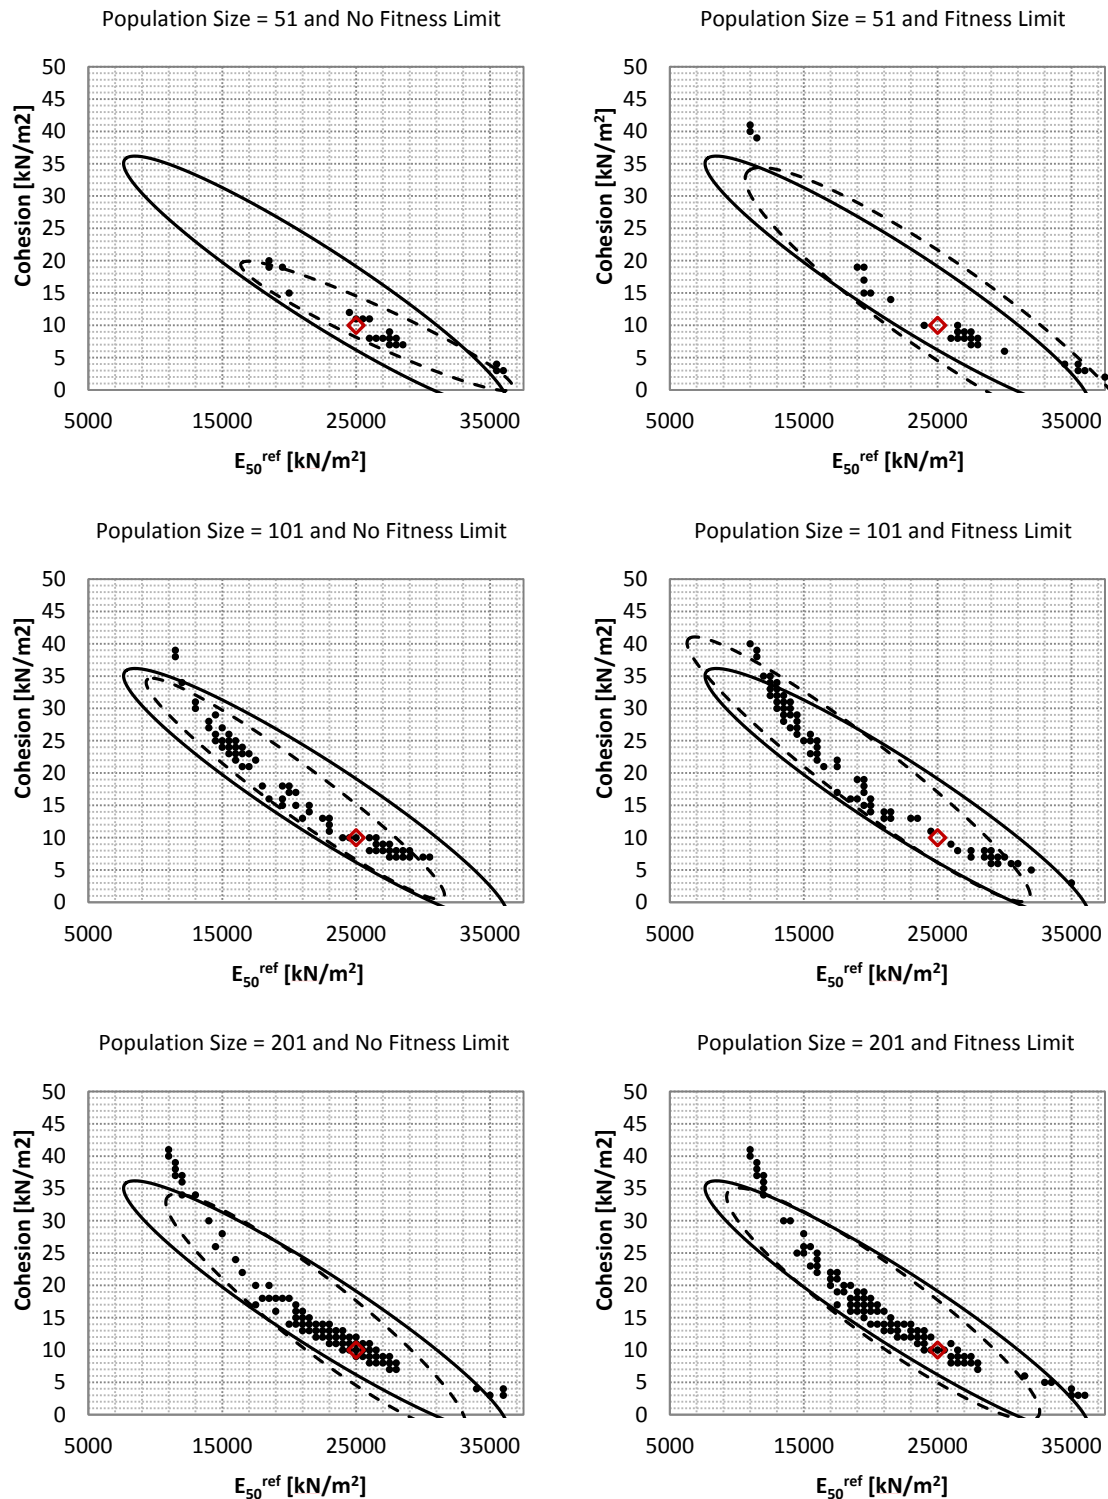 Population Size = 51 and No Fitness Limit
Cohesion [kN/m2]
50
45
40
35
30
25
20
15
10
5
0
5000 15000 25000 35000
E₅₀ʳᵉᶠ [kN/m²]
Population Size = 51 and Fitness Limit
Cohesion [kN/m²]
50
45
40
35
30
25
20
15
10
5
0
5000 15000 25000 35000
E₅₀ʳᵉᶠ [kN/m²]
Population Size = 101 and No Fitness Limit
Cohesion [kN/m2]
50
45
40
35
30
25
20
15
10
5
0
5000 15000 25000 35000
E₅₀ʳᵉᶠ [kN/m²]
Population Size = 101 and Fitness Limit
Cohesion [kN/m2]
50
45
40
35
30
25
20
15
10
5
0
5000 15000 25000 35000
E₅₀ʳᵉᶠ [kN/m²]
Population Size = 201 and No Fitness Limit
Cohesion [kN/m2]
50
45
40
35
30
25
20
15
10
5
0
5000 15000 25000 35000
E₅₀ʳᵉᶠ [kN/m²]
Population Size = 201 and Fitness Limit
Cohesion [kN/m2]
50
45
40
35
30
25
20
15
10
5
0
5000 15000 25000 35000
E₅₀ʳᵉᶠ [kN/m²]